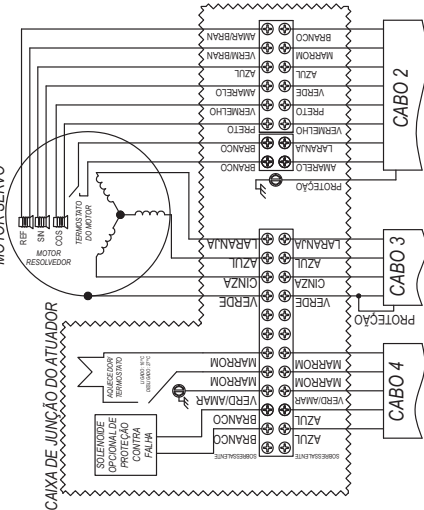 MOTOR SERVO
REF
SIN
COS
MOTOR
RESOLVEDOR
TERMOSTATO
DO MOTOR
AMAR/BRAN
BRANCO
VERM/BRAN
MARROM
AZUL
AZUL
AMARELO
VERDE
VERMELHO
PRETO
PRETO
VERMELHO
BRANCO
LARANJA
BRANCO
AMARELO
PROTEÇÃO
CABO 2
LARANJA
LARANJA
AZUL
AZUL
CINZA
CINZA
VERDE
VERDE
PROTEÇÃO
CABO 3
CAIXA DE JUNÇÃO DO ATUADOR
AQUECEDOR/
TERMOSTATO
MARROM
MARROM
MARROM
MARROM
VERD/AMAR
VERD/AMAR
BRANCO
AZUL
BRANCO
AZUL
SOBRESSALENTE
SOBRESSALENTE
SOLENOIDE
OPCIONAL DE
PROTEÇÃO
CONTRA
FALHA
CABO 4